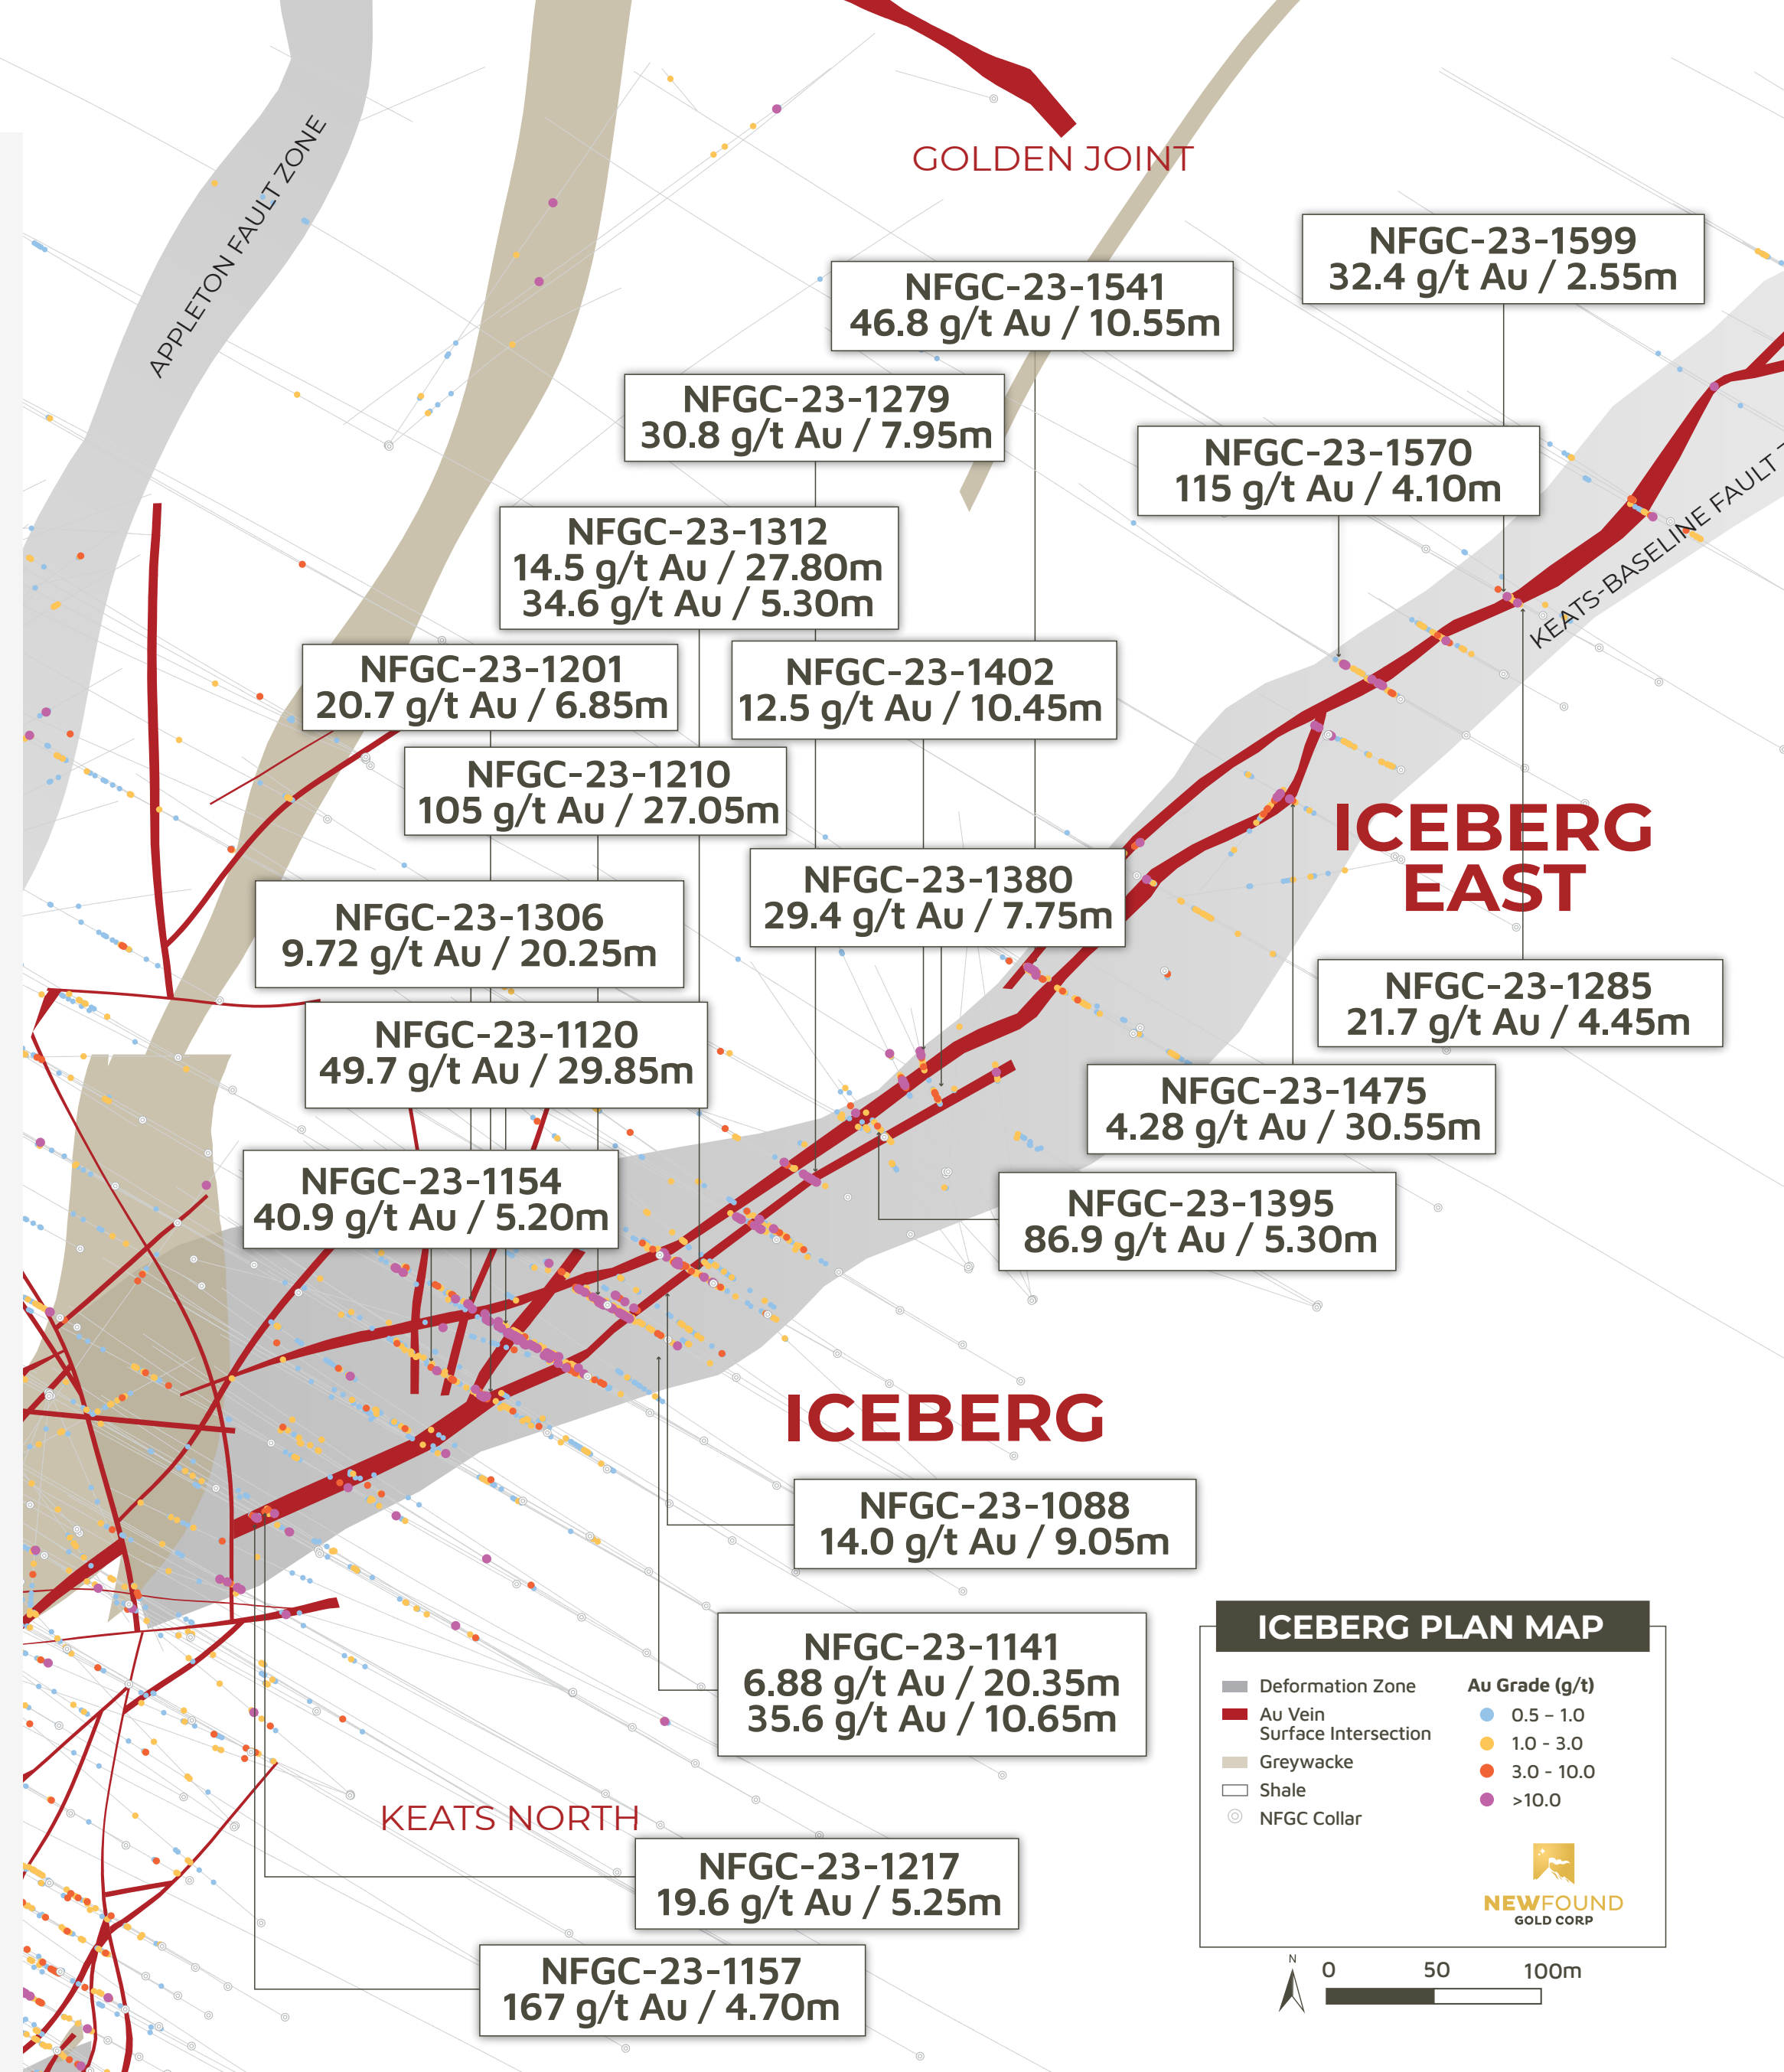 APPLETON FAULT ZONE
GOLDEN JOINT
NFGC-23-1599
32.4 g/t Au / 2.55m
NFGC-23-1541
46.8 g/t Au / 10.55m
NFGC-23-1279
30.8 g/t Au / 7.95m
NFGC-23-1570
115 g/t Au / 4.10m
KEATS-BASELINE FAULT
NFGC-23-1312
14.5 g/t Au / 27.80m
34.6 g/t Au / 5.30m
NFGC-23-1201
20.7 g/t Au / 6.85m
NFGC-23-1402
12.5 g/t Au / 10.45m
NFGC-23-1210
105 g/t Au / 27.05m
ICEBERG
EAST
NFGC-23-1380
29.4 g/t Au / 7.75m
NFGC-23-1306
9.72 g/t Au / 20.25m
NFGC-23-1285
21.7 g/t Au / 4.45m
NFGC-23-1120
49.7 g/t Au / 29.85m
NFGC-23-1475
4.28 g/t Au / 30.55m
NFGC-23-1154
40.9 g/t Au / 5.20m
NFGC-23-1395
86.9 g/t Au / 5.30m
ICEBERG
NFGC-23-1088
14.0 g/t Au / 9.05m
NFGC-23-1141
6.88 g/t Au / 20.35m
35.6 g/t Au / 10.65m
KEATS NORTH
NFGC-23-1217
19.6 g/t Au / 5.25m
NFGC-23-1157
167 g/t Au / 4.70m
ICEBERG PLAN MAP
Deformation Zone
Au Vein
Surface Intersection
Greywacke
Shale
NFGC Collar
Au Grade (g/t)
0.5 – 1.0
1.0 - 3.0
3.0 - 10.0
>10.0
NEWFOUND
GOLD CORP
N
0 50 100m